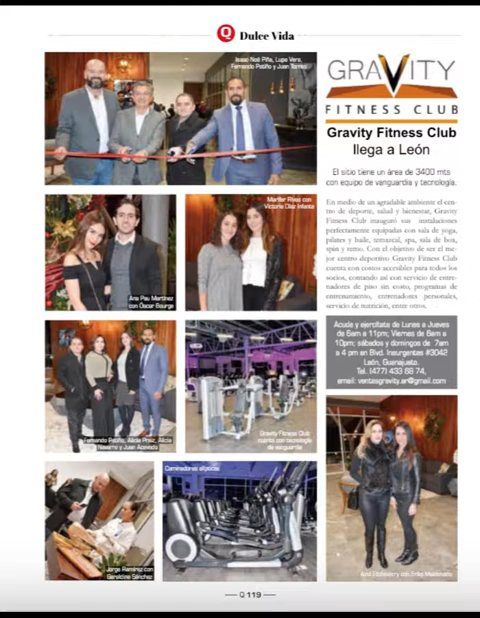 Q Dulce Vida
Isaac Noé Piña, Lupe Vera,
Fernando Patiño y Juan Torres
GRAVITY
FITNESS CLUB
Gravity Fitness Club
llega a León
El sitio tiene un área de 3400 mts
con equipo de vanguardia y tecnología.
Marifer Rivas con
Victoria Díaz Infante
Ana Pau Martínez
con Oscar Bourge
En medio de un agradable ambiente el cen-
tro de deporte, salud y bienestar, Gravity
Fitness Club inauguró sus instalaciones
perfectamente equipadas con sala de yoga,
pilates y baile, temazcal, spa, sala de box,
spin y remo. Con el objetivo de ser el me-
jor centro deportivo Gravity Fitness Club
cuenta con costos accesibles para todos los
socios, contando así con servicio de entre-
nadores de piso sin costo, programas de
entrenamiento, entrenadores personales,
servicio de nutrición, entre otros.
Acuda y ejercítate de Lunes a Jueves
de 6am a 11pm; Viernes de 6am a
10pm; sábados y domingos de 7am
a 4 pm en Blvd. Insurgentes #3042
León, Guanajuato.
Tel. (477) 433 68 74,
email: ventasgravity.ar@gmail.com
Fernando Patiño, Alicia Pérez, Alicia
Navarro y Juan Acevedo
Gravity Fitness Club
cuenta con tecnología
de vanguardia
Caminadoras elípticas
Jorge Ramírez con
Geraldine Sánchez
Ana Etcheverry con Erika Maldonado
Q 119